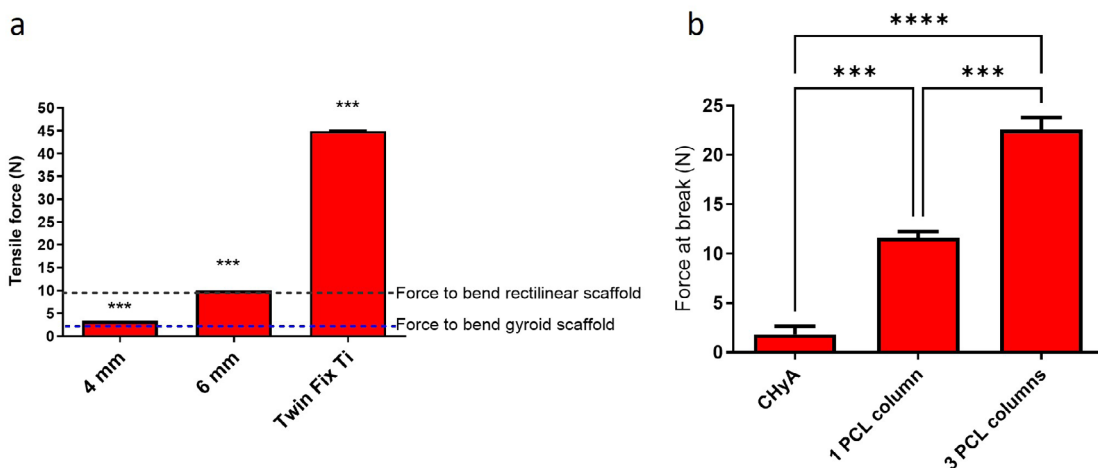 a
Tensile force (N)
50
45
40
35
30
25
20
15
10
5
0
***
***
***
Force to bend rectilinear scaffold
Force to bend gyroid scaffold
4 mm
6 mm
Twin Fix Ti
b
****
***
***
Force at break (N)
25
20
15
10
5
0
CHyA
1 PCL column
3 PCL columns